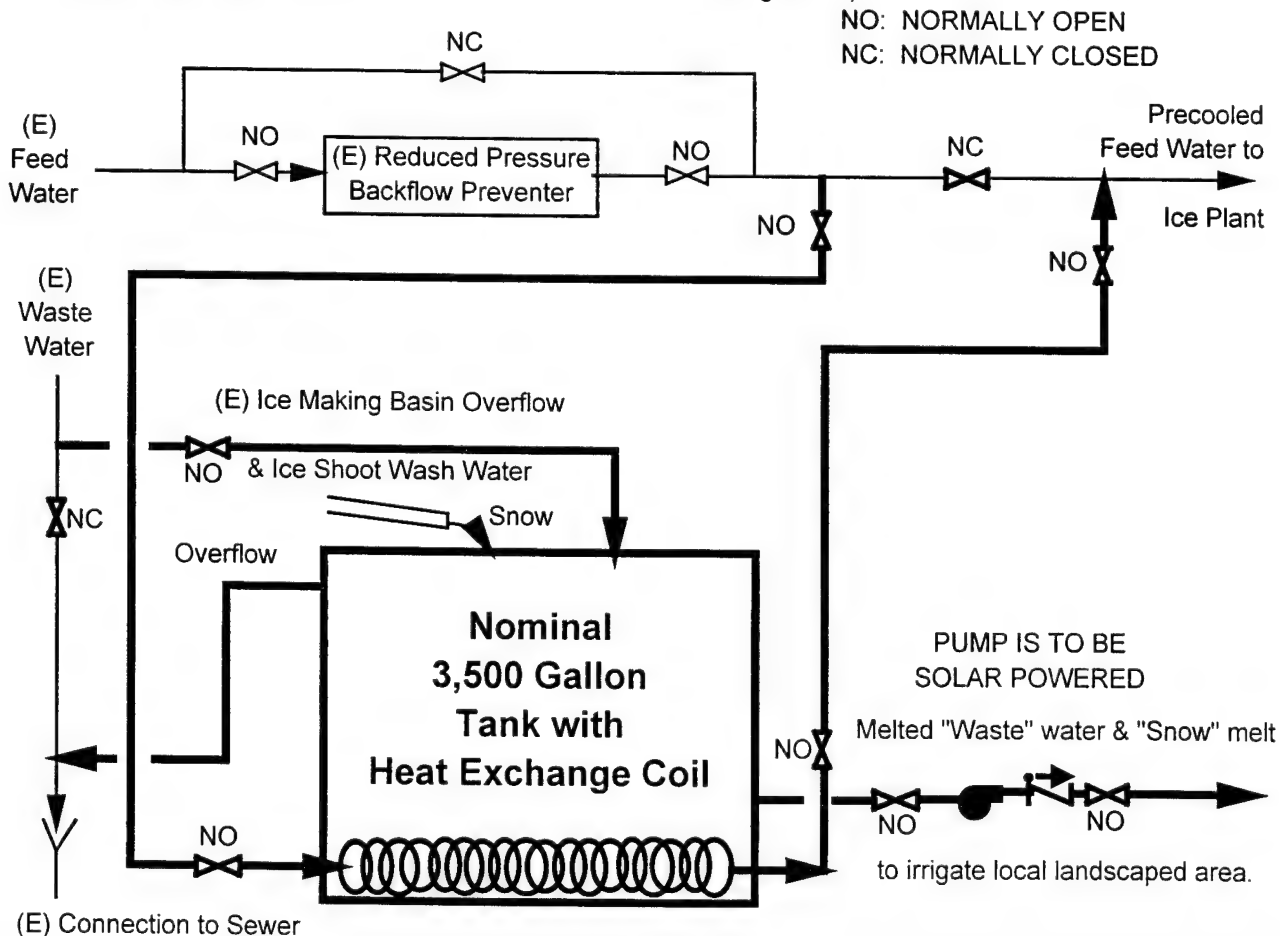 NO: NORMALLY OPEN
NC: NORMALLY CLOSED
NC
(E)
Feed
Water
NO
(E) Reduced Pressure
Backflow Preventer
NO
NC
Precooled
Feed Water to
Ice Plant
NO
NO
(E)
Waste
Water
(E) Ice Making Basin Overflow
NO
& Ice Shoot Wash Water
NC
Snow
Overflow
Nominal
3,500 Gallon
Tank with
Heat Exchange Coil
PUMP IS TO BE
SOLAR POWERED
Melted "Waste" water & "Snow" melt
NO
NO
NO
NO
to irrigate local landscaped area.
(E) Connection to Sewer